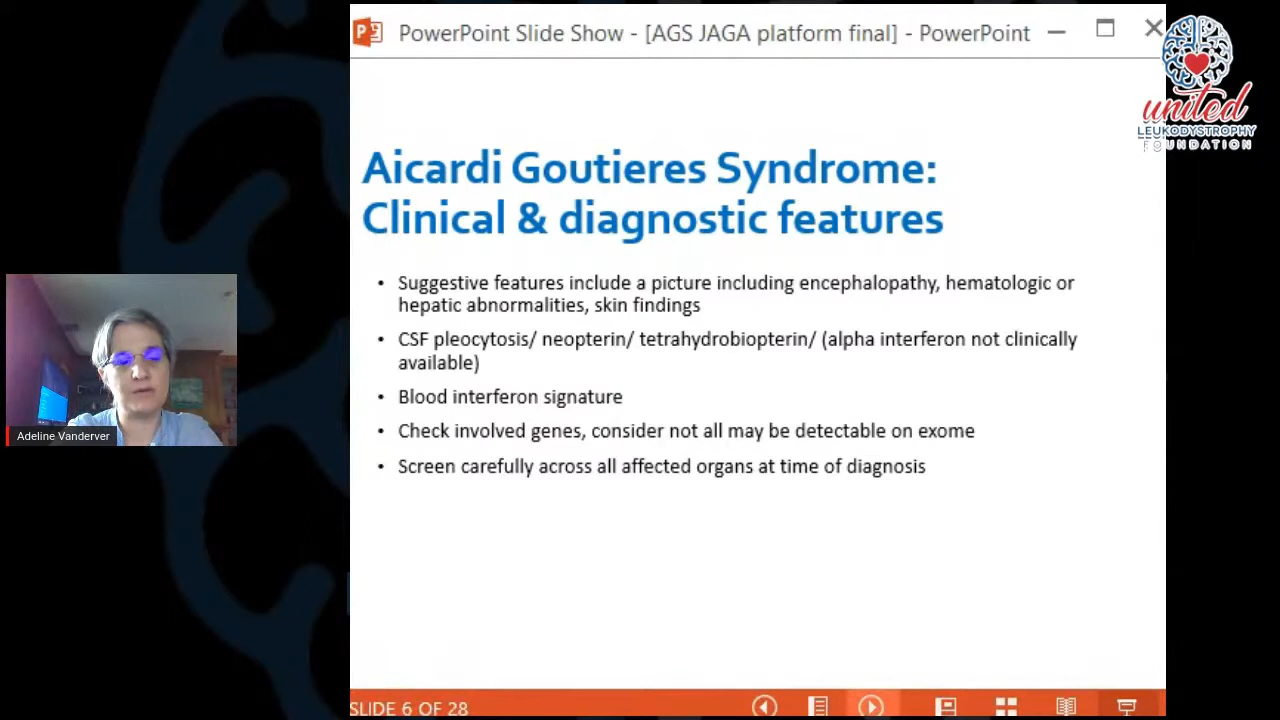 PowerPoint Slide Show - [AGS JAGA platform final] - PowerPoint
united
LEUKODYSTROPHY
FOUNDATION
Aicardi Goutieres Syndrome:
Clinical & diagnostic features
• Suggestive features include a picture including encephalopathy, hematologic or
hepatic abnormalities, skin findings
• CSF pleocytosis/ neopterin/ tetrahydrobiopterin/ (alpha interferon not clinically
available)
• Blood interferon signature
• Check involved genes, consider not all may be detectable on exome
• Screen carefully across all affected organs at time of diagnosis
Adeline Vanderver
SLIDE 6 OF 28